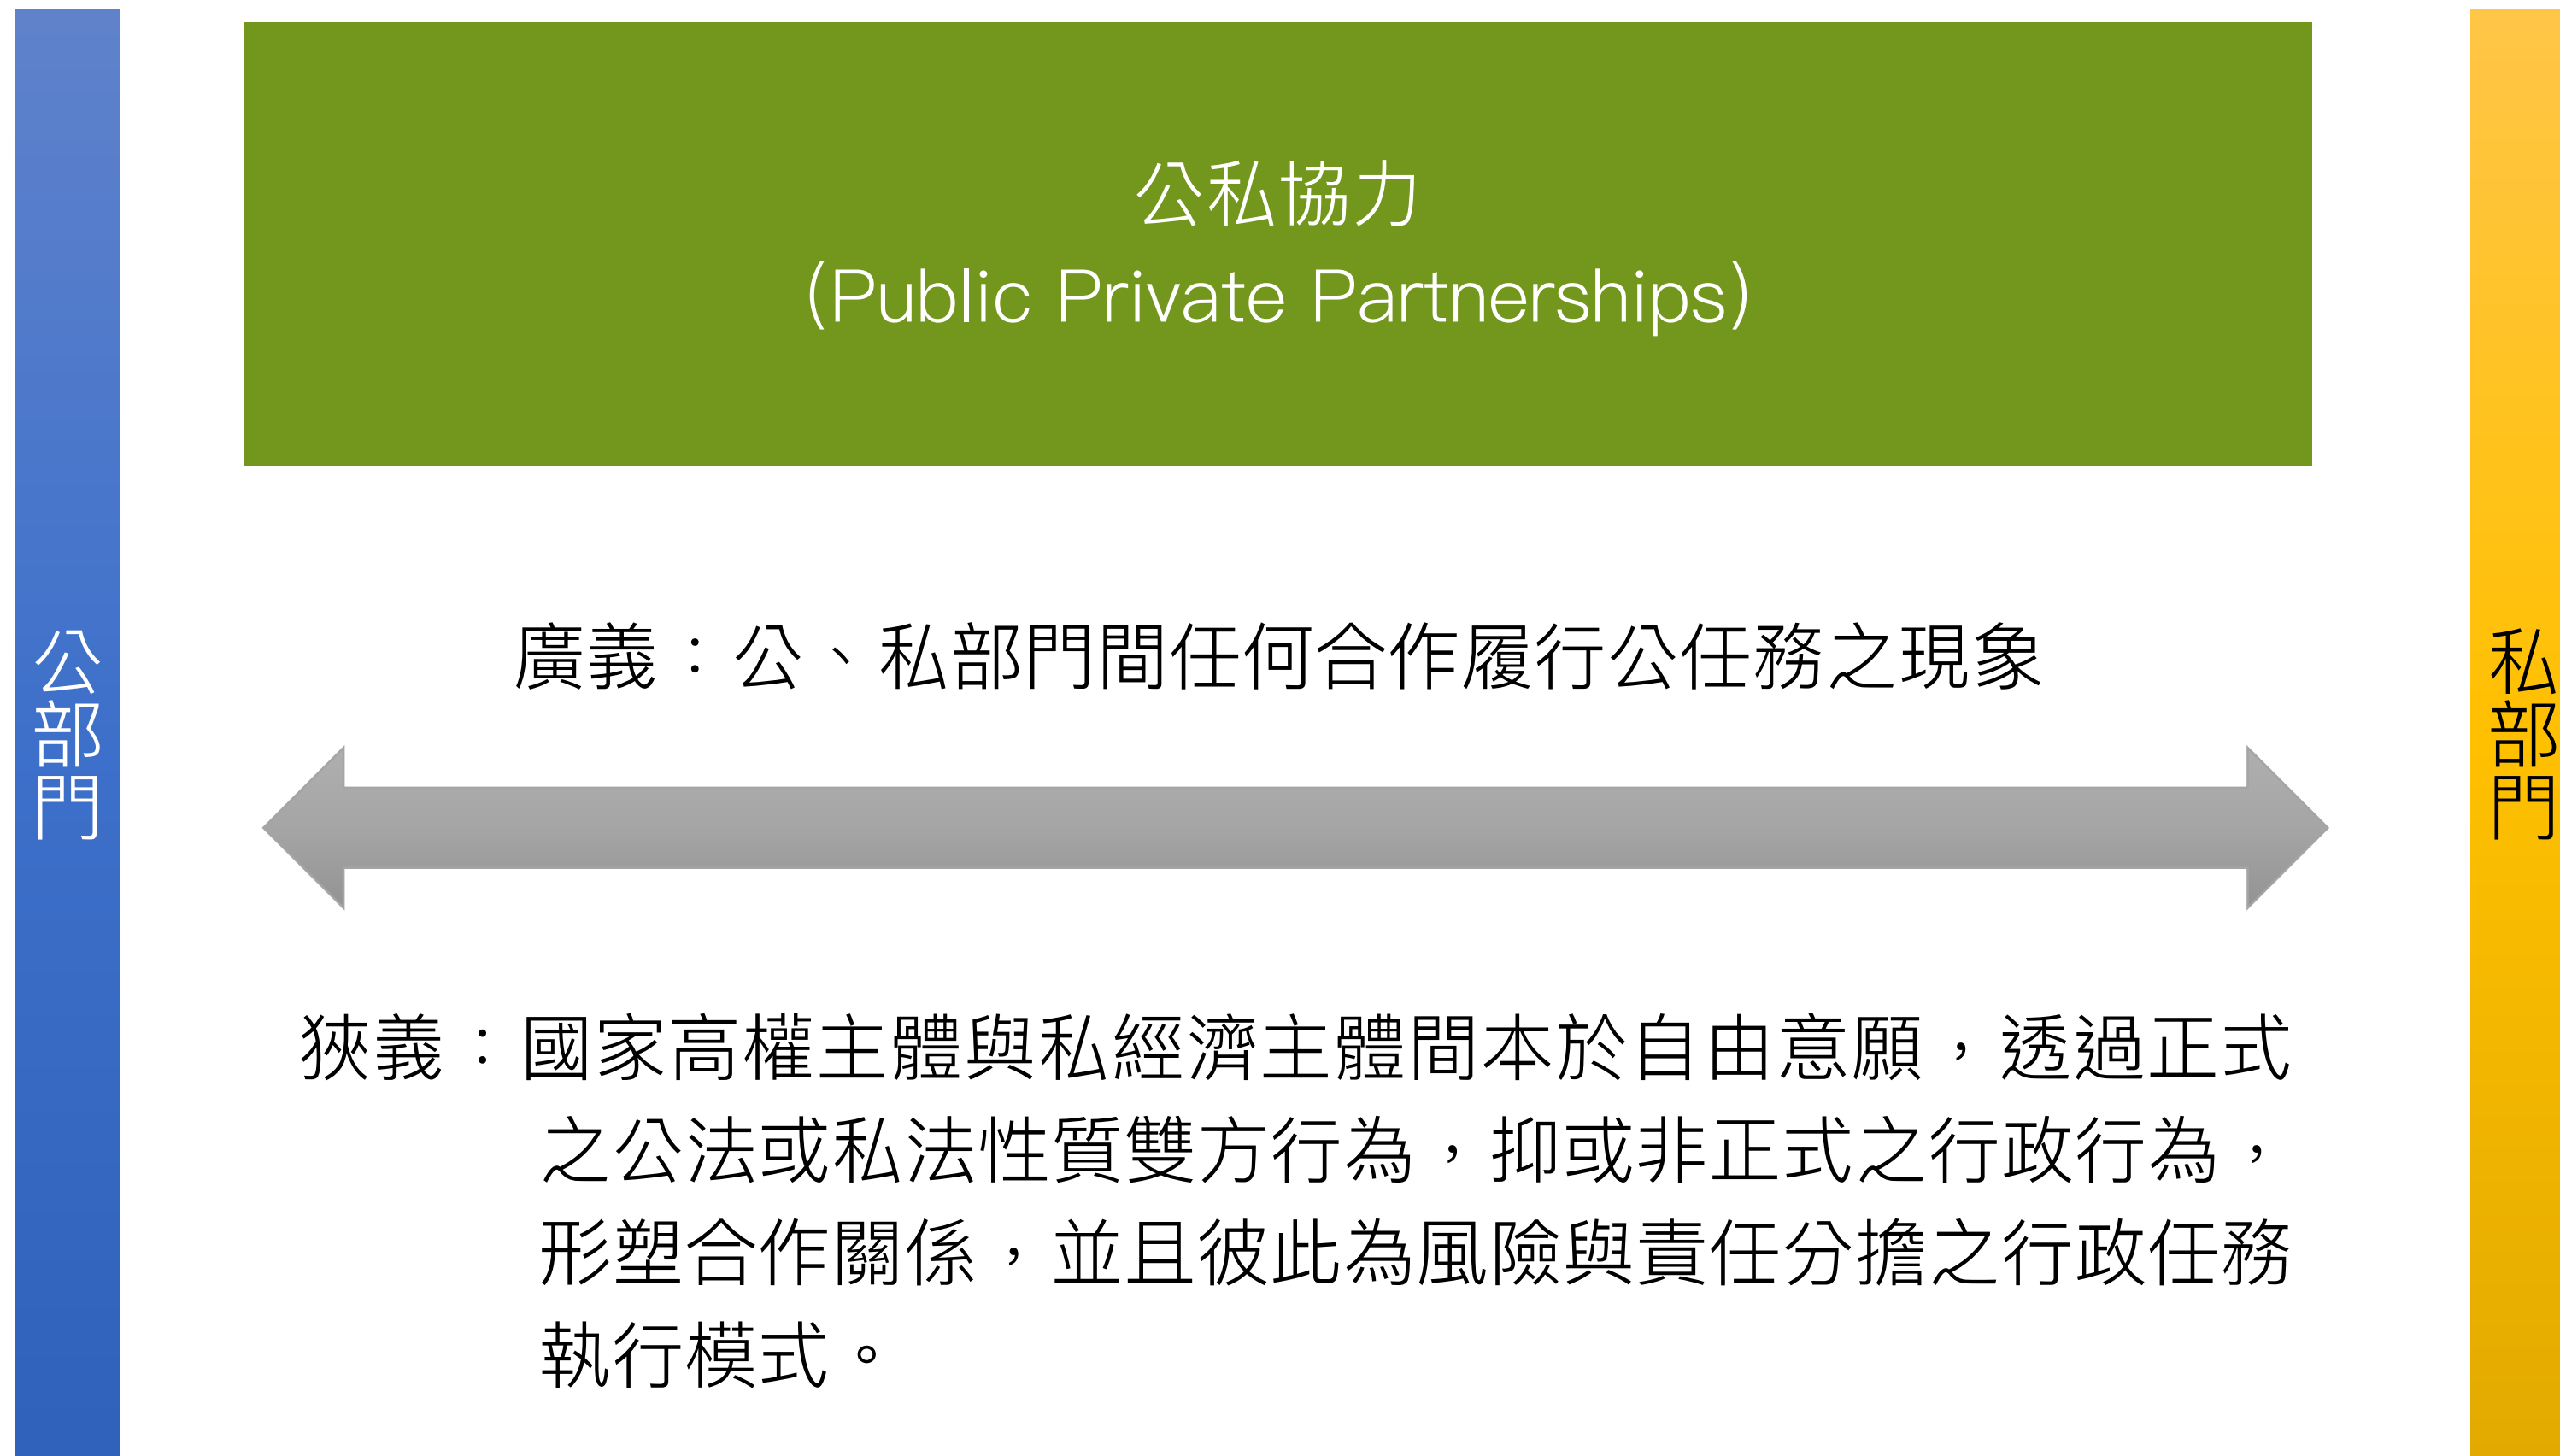 公部門
公私協力
(Public Private Partnerships)
廣義：公、私部門間任何合作履行公任務之現象
狹義：國家高權主體與私經濟主體間本於自由意願，透過正式
之公法或私法性質雙方行為，抑或非正式之行政行為，
形塑合作關係，並且彼此為風險與責任分擔之行政任務
執行模式。
私部門